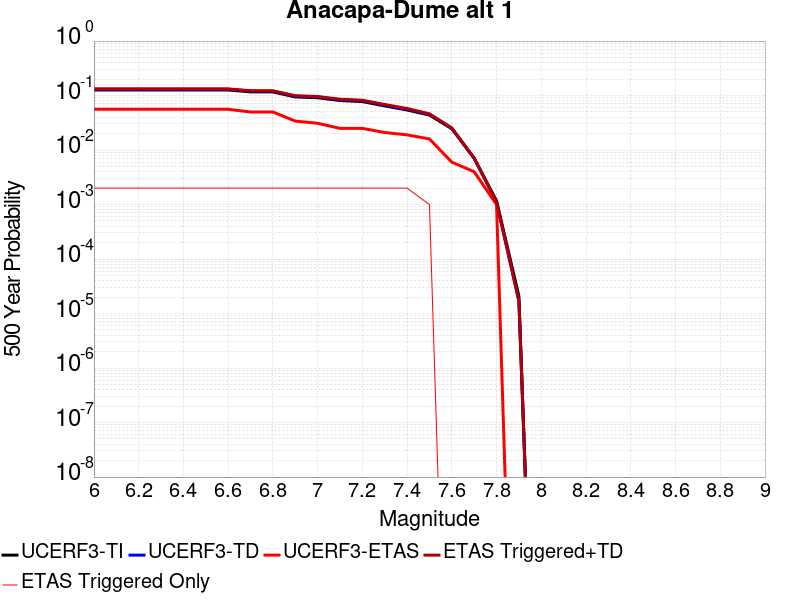 Anacapa-Dume alt 1
10^0
10^-1
10^-2
10^-3
10^-4
10^-5
10^-6
10^-7
10^-8
500 Year Probability
6 6.2 6.4 6.6 6.8 7 7.2 7.4 7.6 7.8 8 8.2 8.4 8.6 8.8 9
Magnitude
UCERF3-TI UCERF3-TD UCERF3-ETAS ETAS Triggered+TD
ETAS Triggered Only